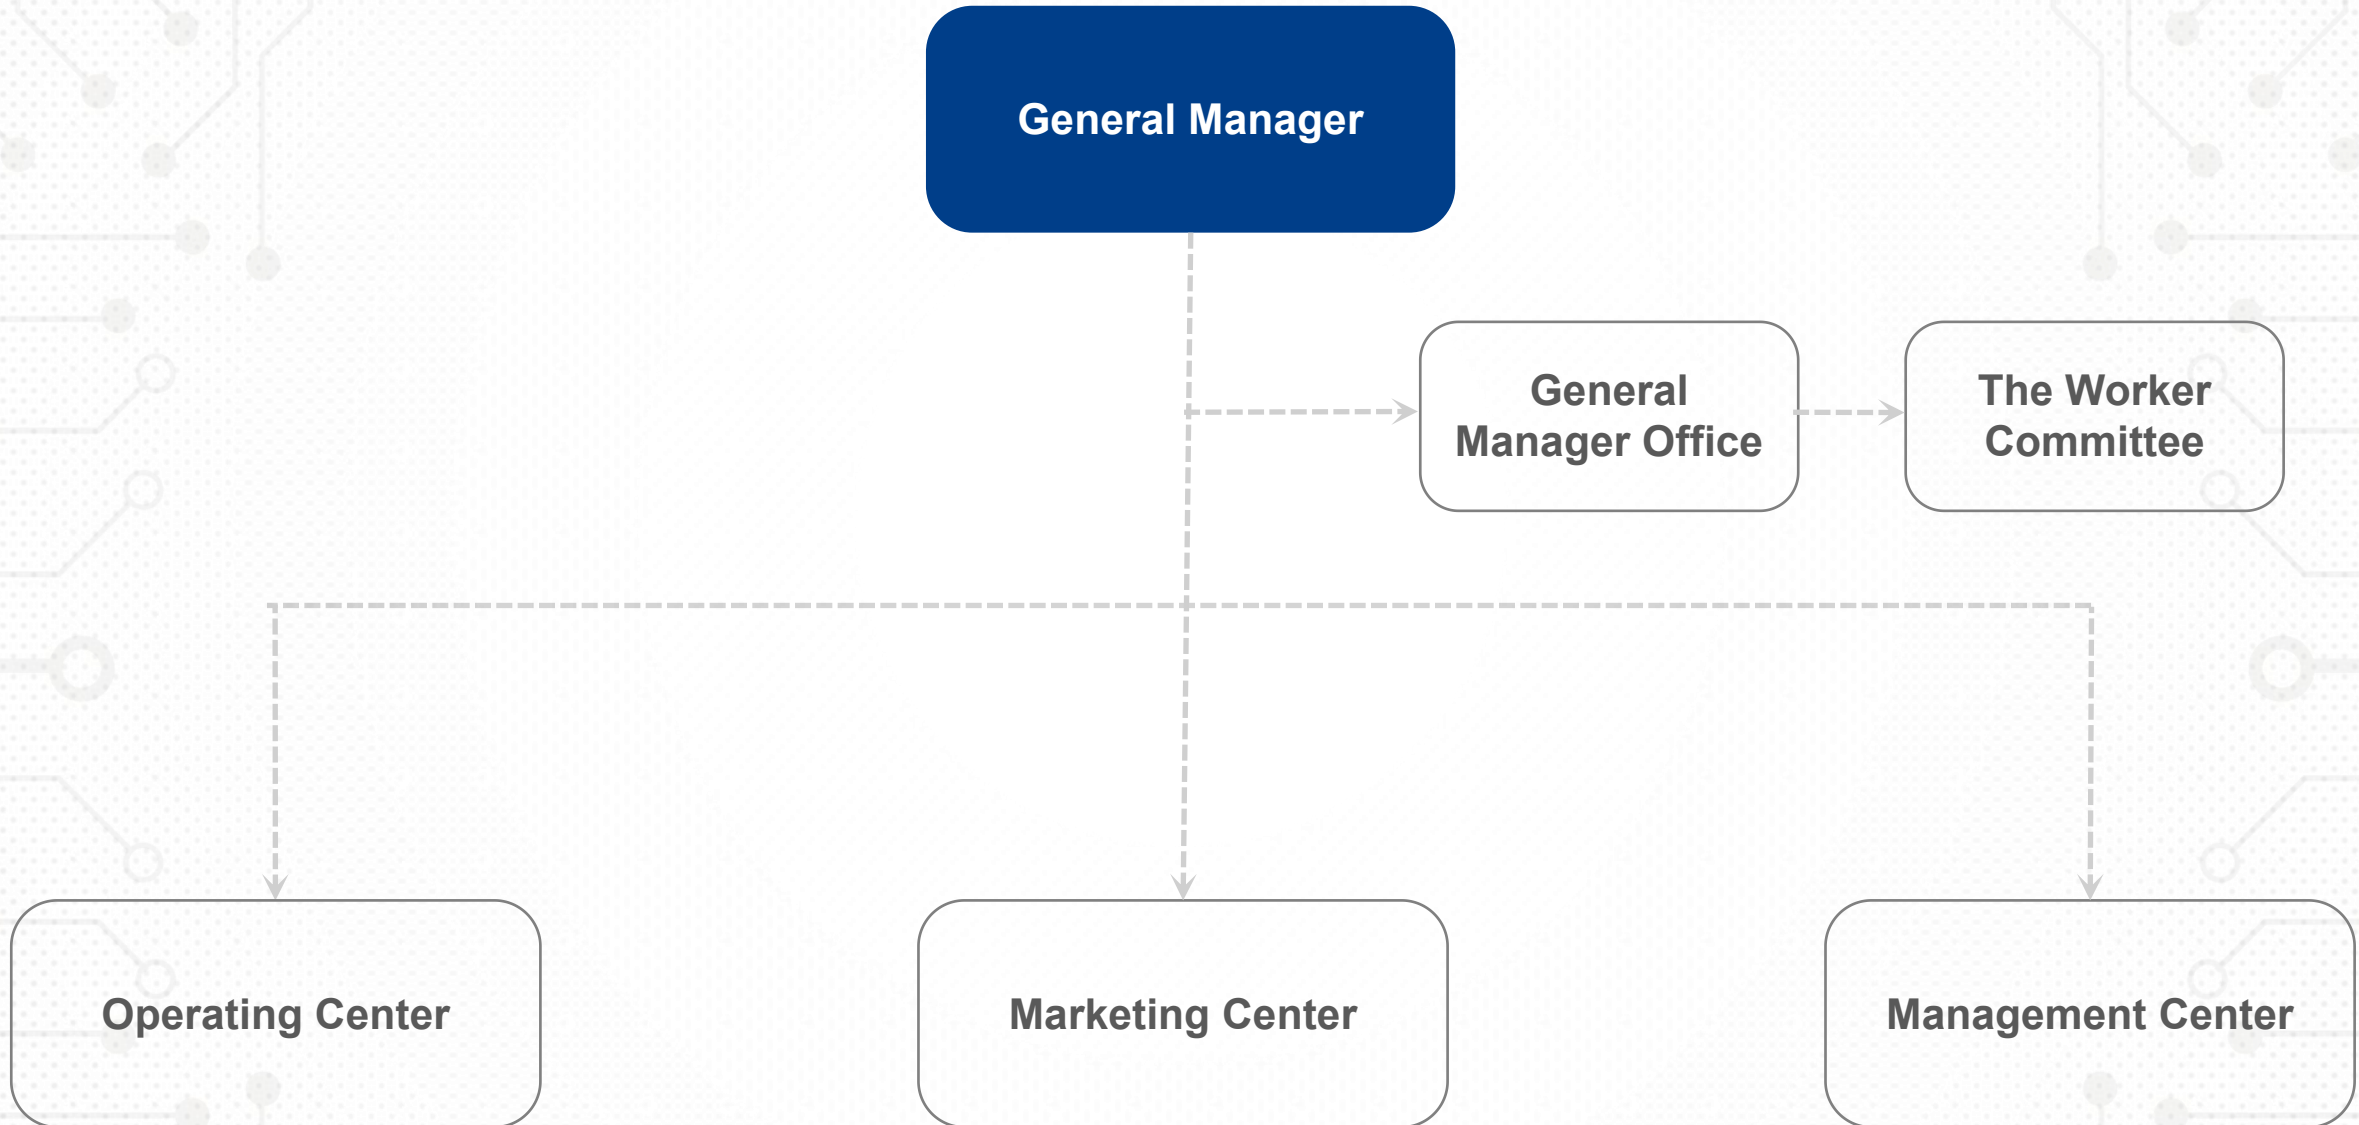 General Manager
General
Manager Office
The Worker
Committee
Operating Center
Marketing Center
Management Center